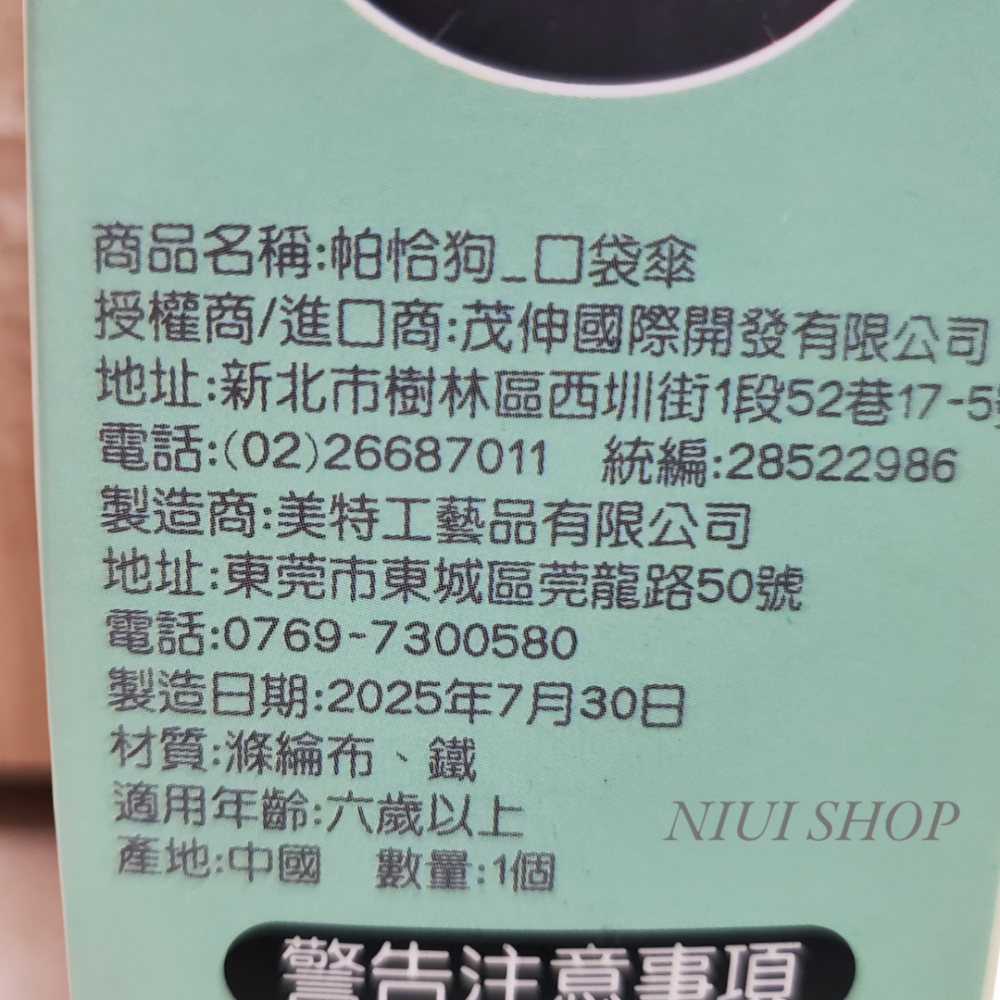 商品名稱:帕恰狗_口袋傘
授權商/進口商:茂伸國際開發有限公司
地址:新北市樹林區西圳街1段52巷17-5
電話:(02)26687011 統編:28522986
製造商:美特工藝品有限公司
地址:東莞市東城區莞龍路50號
電話:0769-7300580
製造日期:2025年7月30日
材質:滌綸布、鐵
適用年齡:六歲以上
NIUI SHOP
產地:中國 數量:1個
警告注意事項